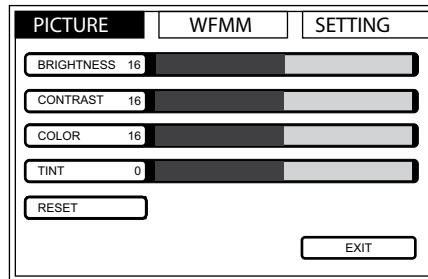 PICTURE WFMM SETTING
BRIGHTNESS 16
CONTRAST 16
COLOR 16
TINT 0
RESET
EXIT